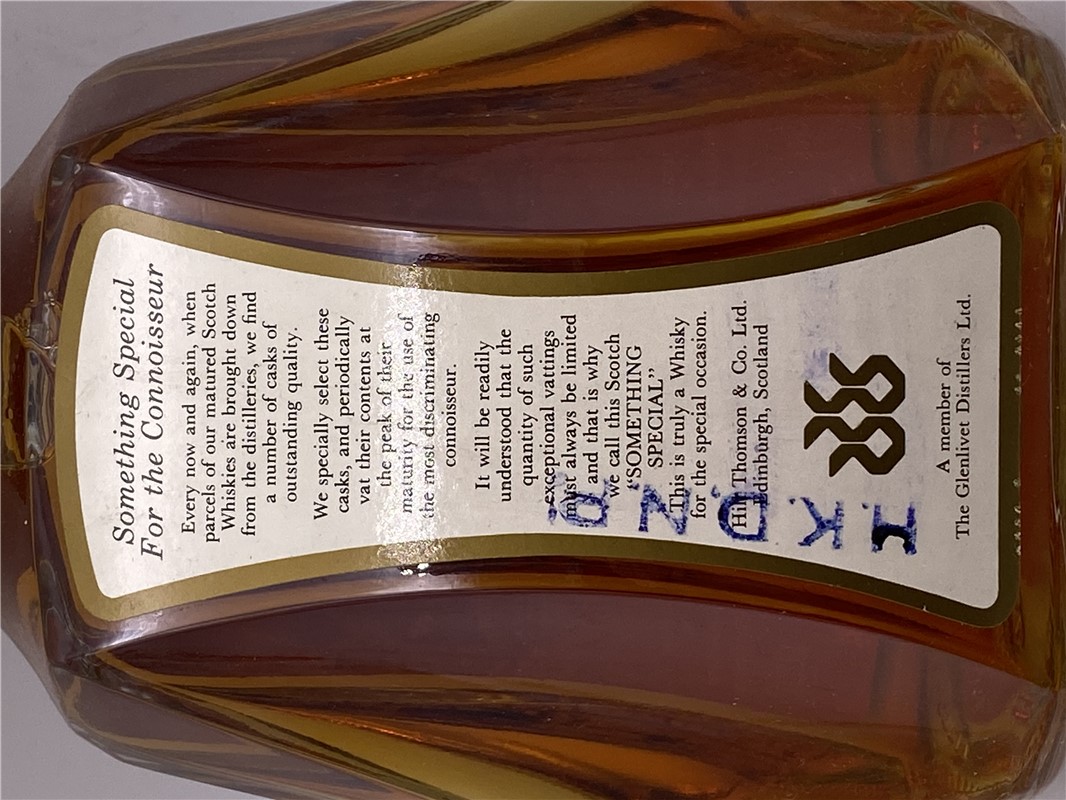 Something Special
For the Connoisseur
Every now and again, when
parcels of our matured Scotch
Whiskies are brought down
from the distilleries, we find
a number of casks of
outstanding quality.
We specially select these
casks, and periodically
vat their contents at
the peak of their
maturity for the use of
the most discriminating
connoisseur.
It will be readily
understood that the
quantity of such
exceptional vattings
must always be limited
and that is why
we call this Scotch
“SOMETHING
SPECIAL”
This is truly a Whisky
for the special occasion.
Hill Thomson & Co. Ltd.
Edinburgh, Scotland
A member of
The Glenlivet Distillers Ltd.